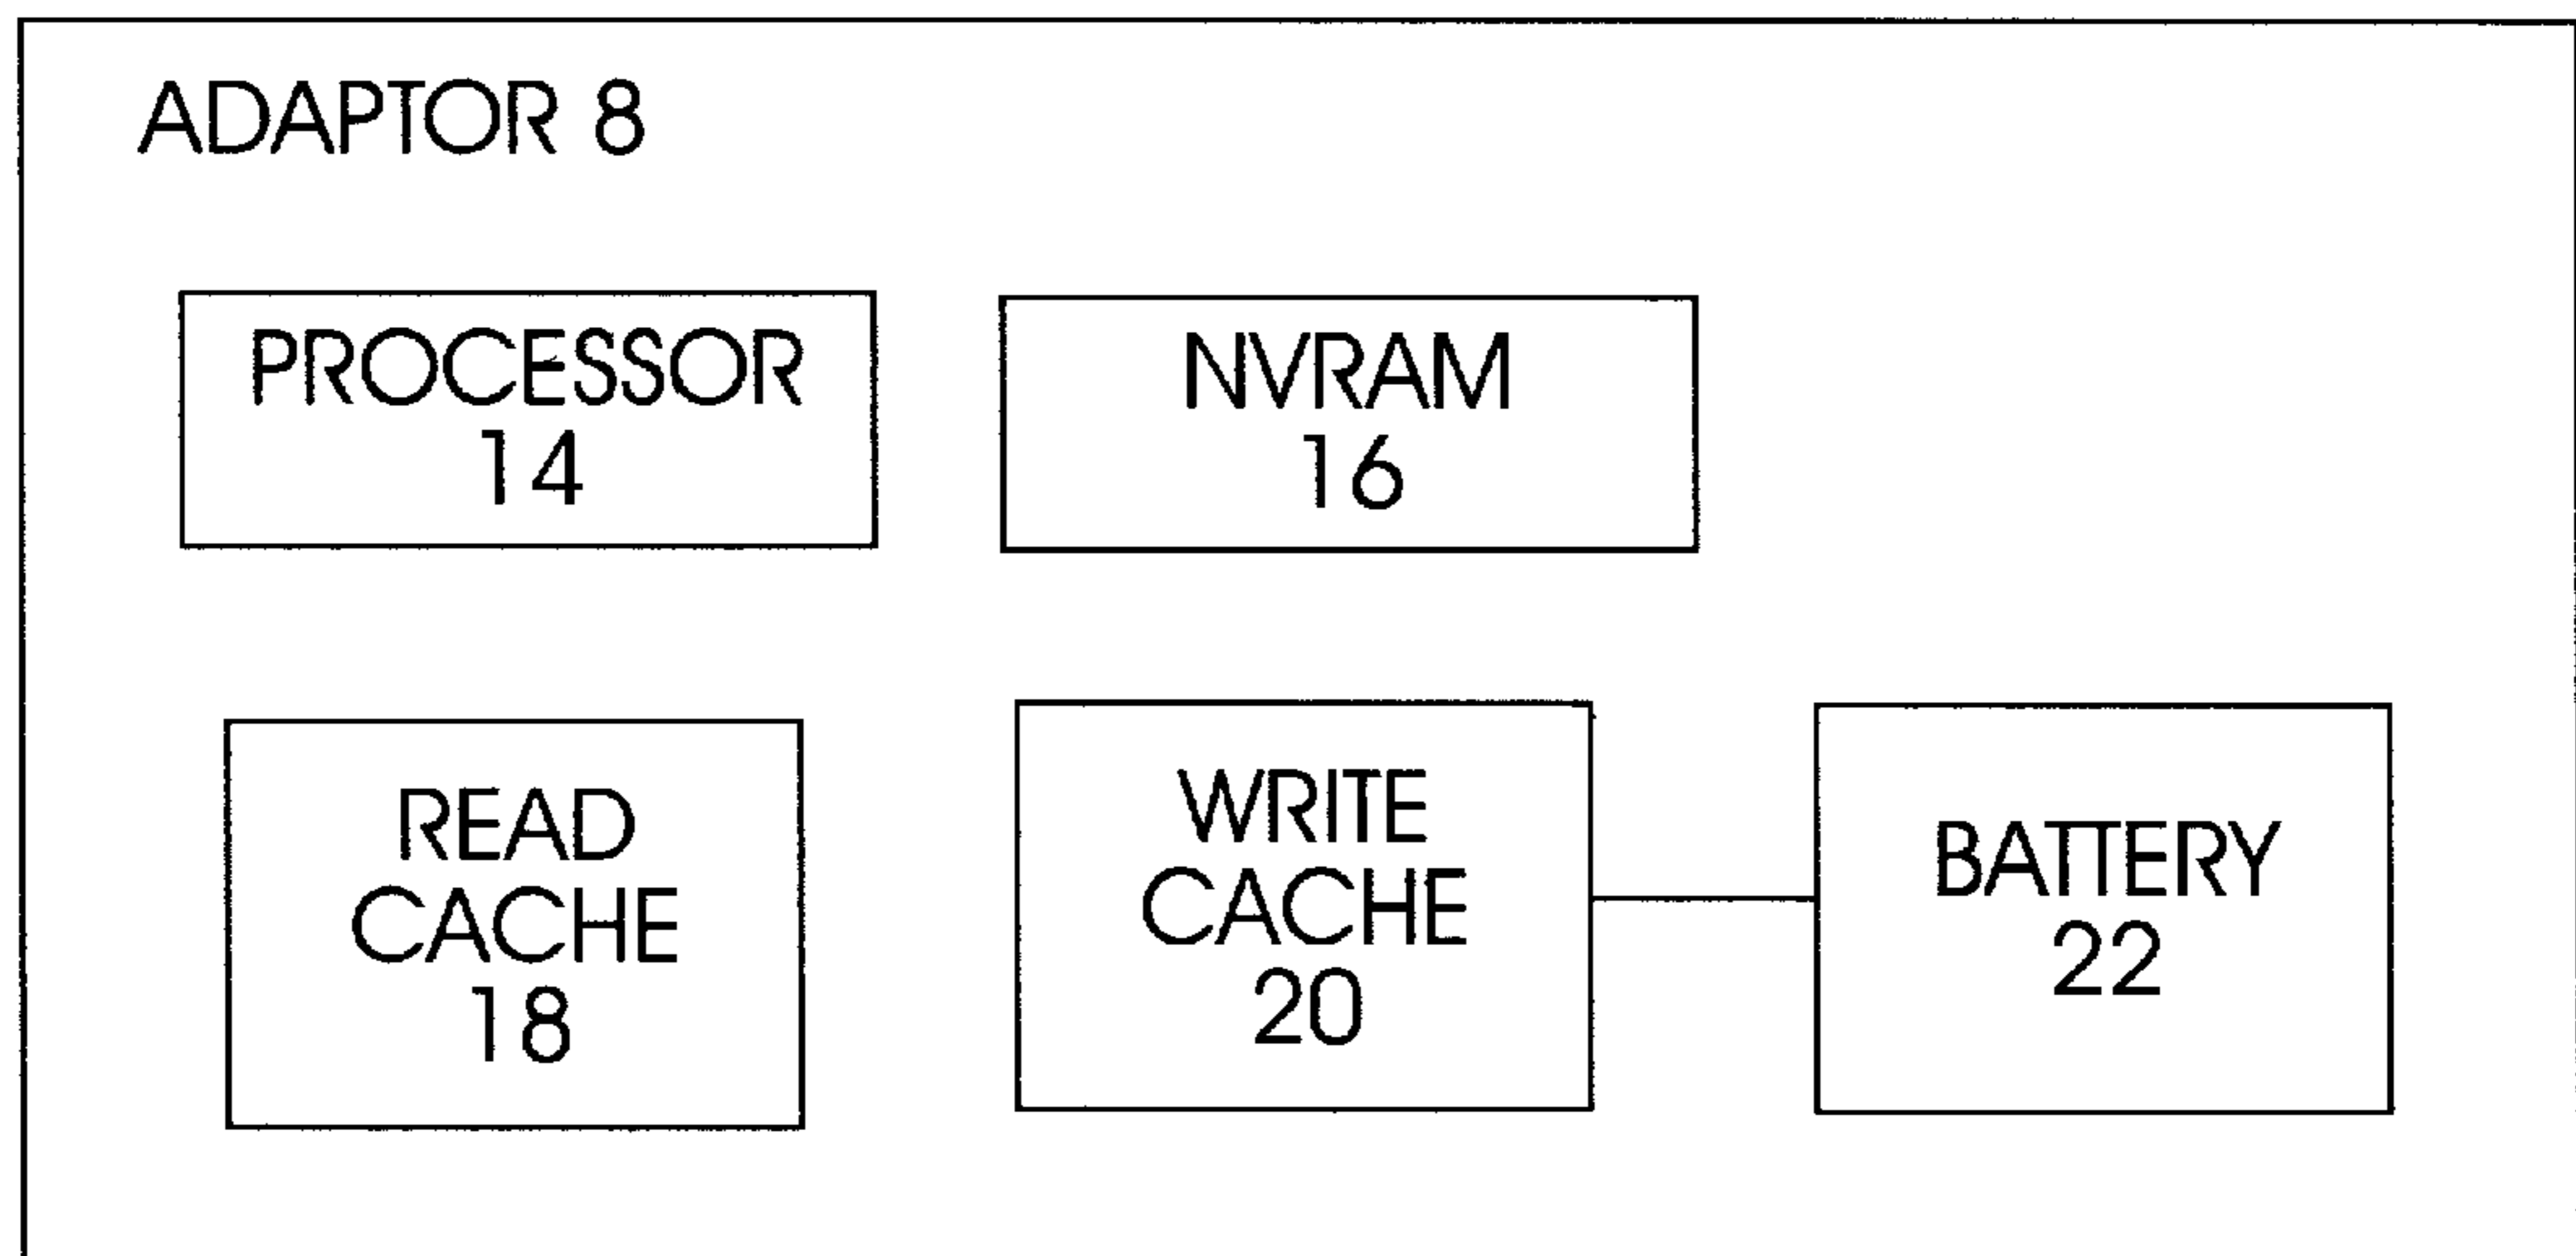 ADAPTOR 8
PROCESSOR
14
NVRAM
16
READ
CACHE
18
WRITE
CACHE
20
BATTERY
22